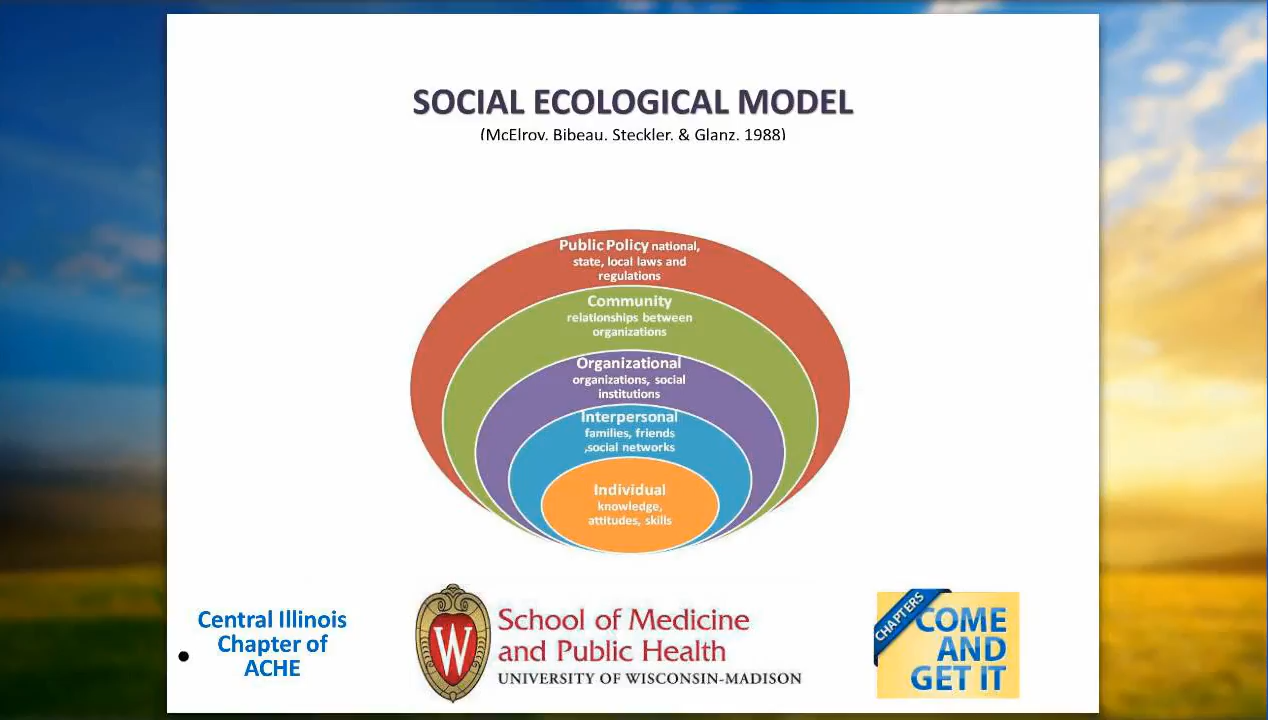 SOCIAL ECOLOGICAL MODEL
(McElroy, Bibeau, Steckler, & Glanz, 1988)
Public Policy national,
state, local laws and
regulations
Community
relationships between
organizations
Organizational
organizations, social
institutions
Interpersonal
families, friends
,social networks
Individual
knowledge,
attitudes, skills
Central Illinois
Chapter of
ACHE
W
School of Medicine
and Public Health
UNIVERSITY OF WISCONSIN-MADISON
CHAPTERS
COME
AND
GET IT